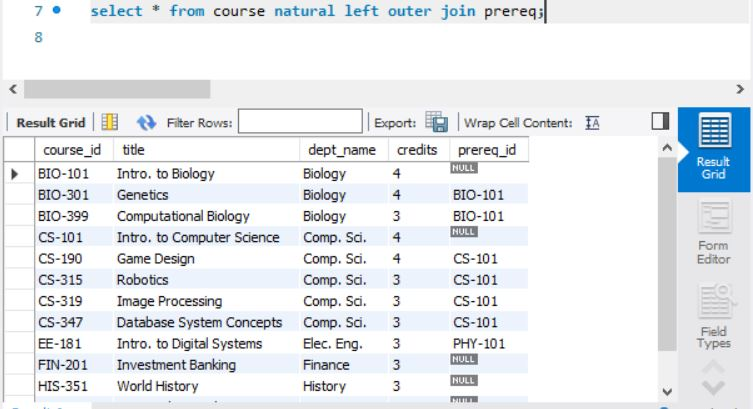 7 select * from course natural left outer join prereq;
8
Result Grid Filter Rows: Export: Wrap Cell Content: IA
course_id title dept_name credits prereq_id
BIO-101 Intro. to Biology Biology 4 NULL
BIO-301 Genetics Biology 4 BIO-101
BIO-399 Computational Biology Biology 3 BIO-101
CS-101 Intro. to Computer Science Comp. Sci. 4 NULL
CS-190 Game Design Comp. Sci. 4 CS-101
CS-315 Robotics Comp. Sci. 3 CS-101
CS-319 Image Processing Comp. Sci. 3 CS-101
CS-347 Database System Concepts Comp. Sci. 3 CS-101
EE-181 Intro. to Digital Systems Elec. Eng. 3 PHY-101
FIN-201 Investment Banking Finance 3 NULL
HIS-351 World History History 3 NULL
NULL
Result
Grid
Form
Editor
Field
Types